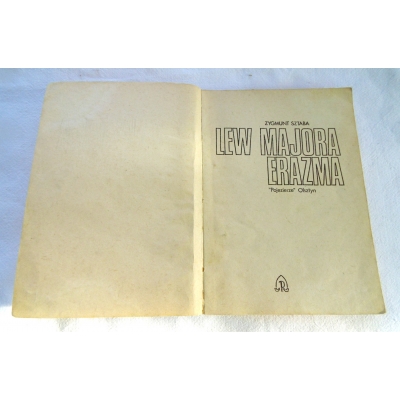 ZYGMUNT SZTABA
LEW MAJORA
ERAZMA
"Pojezierze" Olsztyn